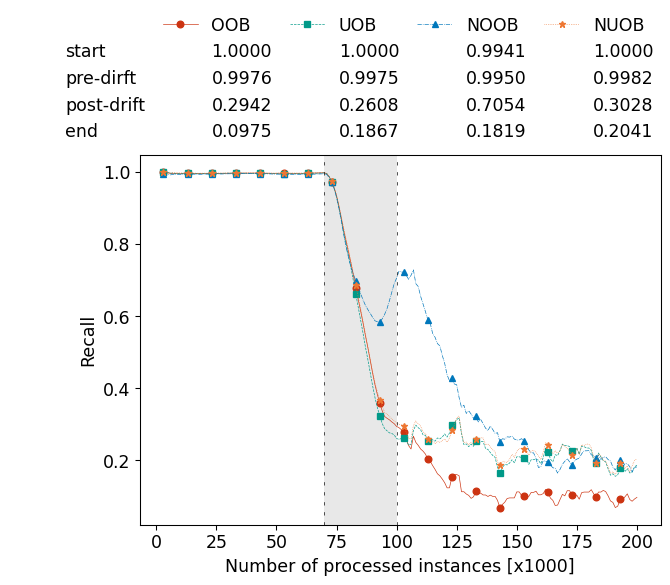 OOB UOB NOOB NUOB
start 1.0000 1.0000 0.9941 1.0000
pre-dirft 0.9976 0.9975 0.9950 0.9982
post-drift 0.2942 0.2608 0.7054 0.3028
end 0.0975 0.1867 0.1819 0.2041
1.0
0.8
0.6
0.4
0.2
Recall
0 25 50 75 100 125 150 175 200
Number of processed instances [x1000]